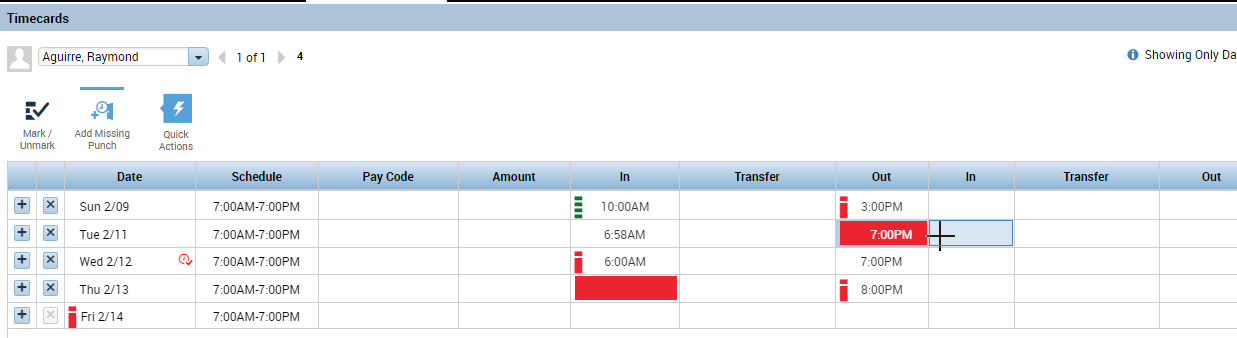 Timecards
Aguirre, Raymond 1 of 1 4 Showing Only Da
Mark / Unmark
Add Missing Punch
Quick Actions
Date Schedule Pay Code Amount In Transfer Out In Transfer Out
+ × Sun 2/09 7:00AM-7:00PM 10:00AM 3:00PM
+ × Tue 2/11 7:00AM-7:00PM 6:58AM 7:00PM
+ × Wed 2/12 7:00AM-7:00PM 6:00AM 7:00PM
+ × Thu 2/13 7:00AM-7:00PM 8:00PM
+ × Fri 2/14 7:00AM-7:00PM